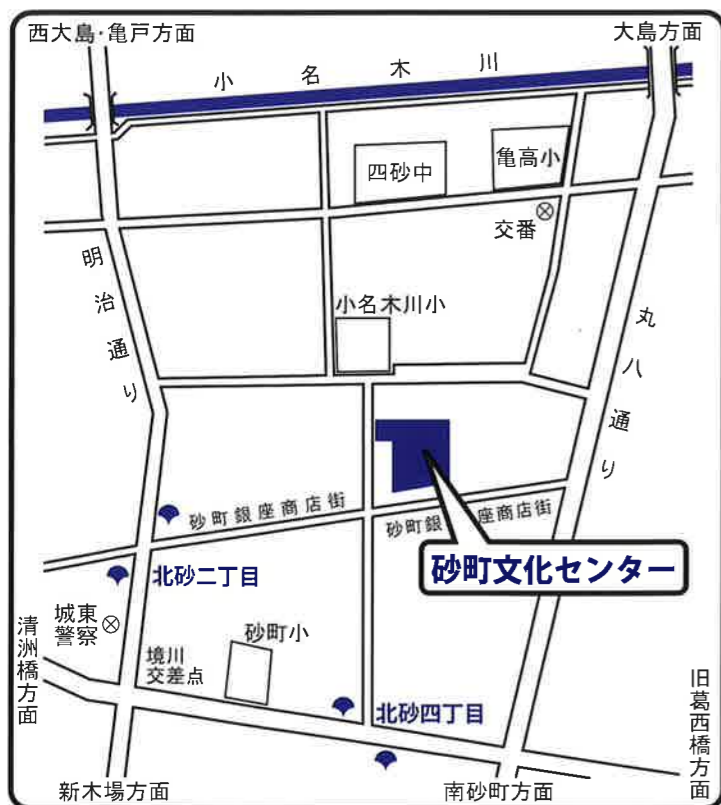 西大島・亀戸方面
大島方面
小名木川
四砂中
亀高小
交番
明治通り
小名木川小
丸八通り
砂町銀座商店街
砂町銀座商店街
砂町文化センター
北砂二丁目
城東
警察
砂町小
境川
交差点
清洲橋方面
北砂四丁目
旧葛西橋方面
新木場方面
南砂町方面